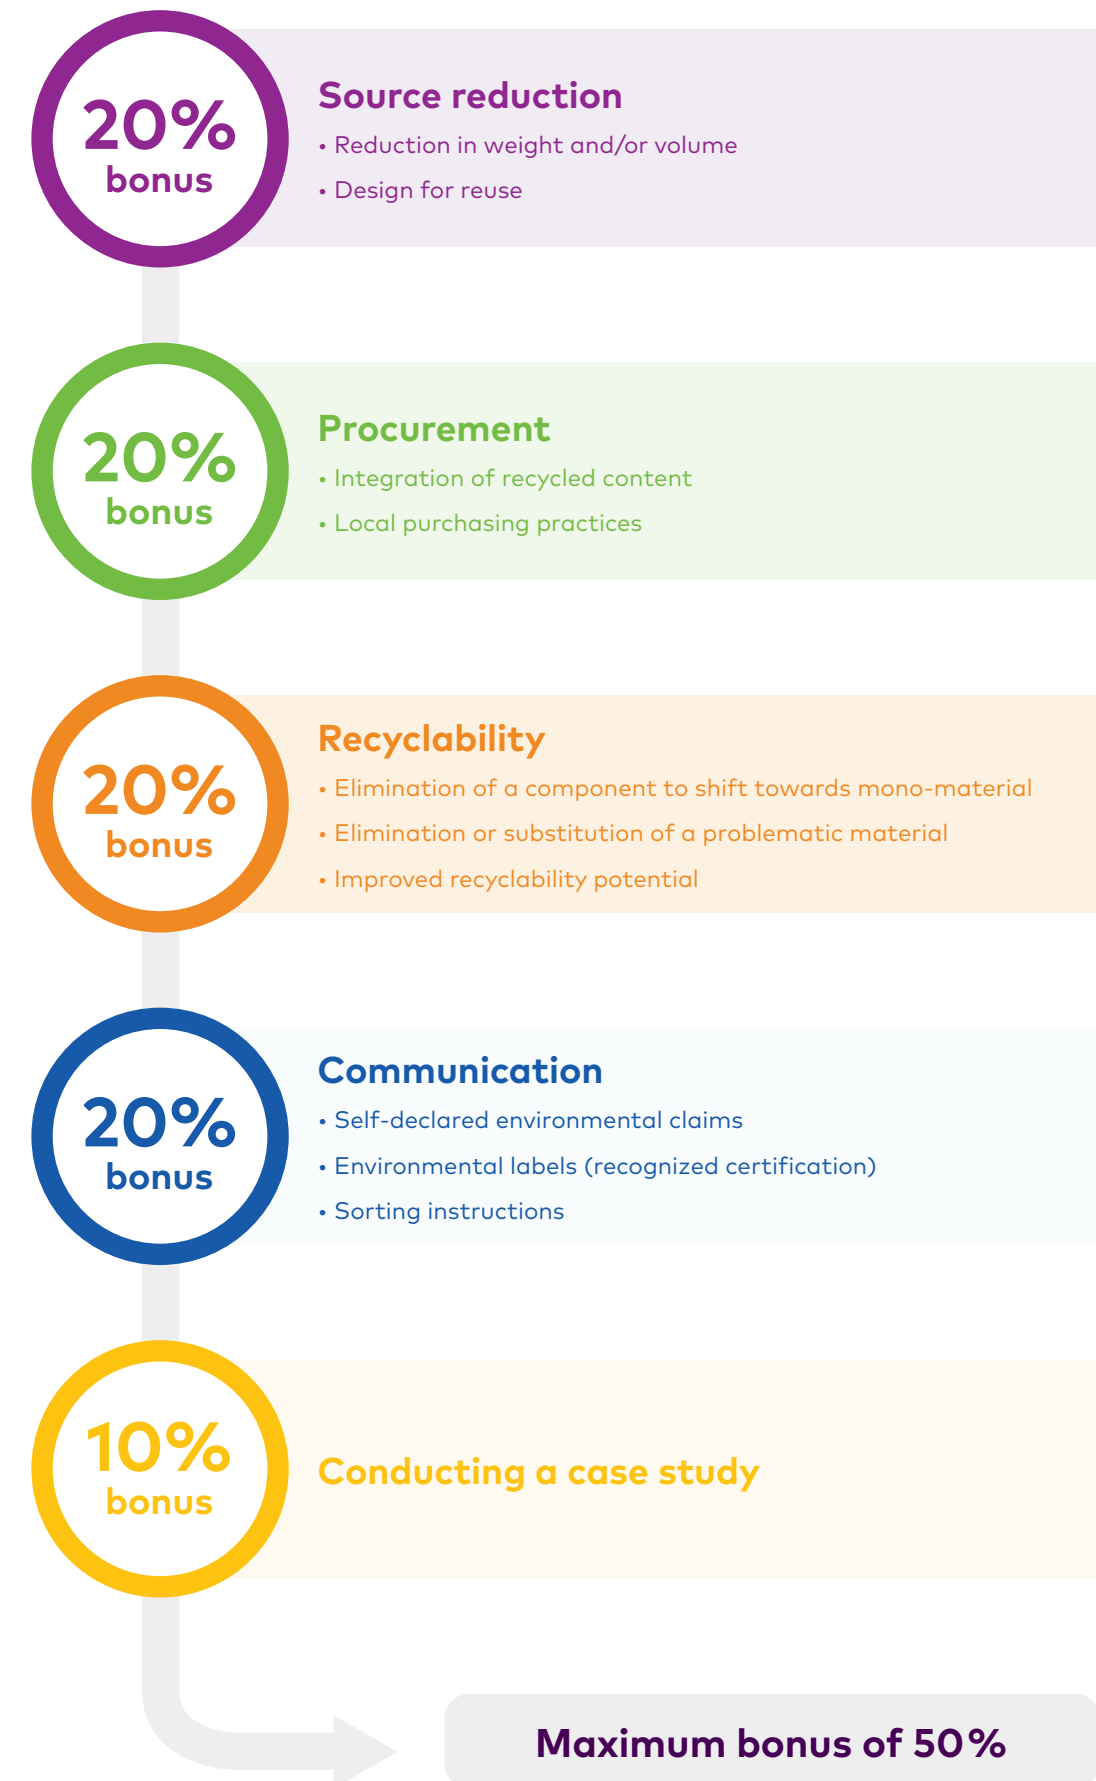 20%
bonus
Source reduction
• Reduction in weight and/or volume
• Design for reuse
20%
bonus
Procurement
• Integration of recycled content
• Local purchasing practices
20%
bonus
Recyclability
• Elimination of a component to shift towards mono-material
• Elimination or substitution of a problematic material
• Improved recyclability potential
20%
bonus
Communication
• Self-declared environmental claims
• Environmental labels (recognized certification)
• Sorting instructions
10%
bonus
Conducting a case study
Maximum bonus of 50%